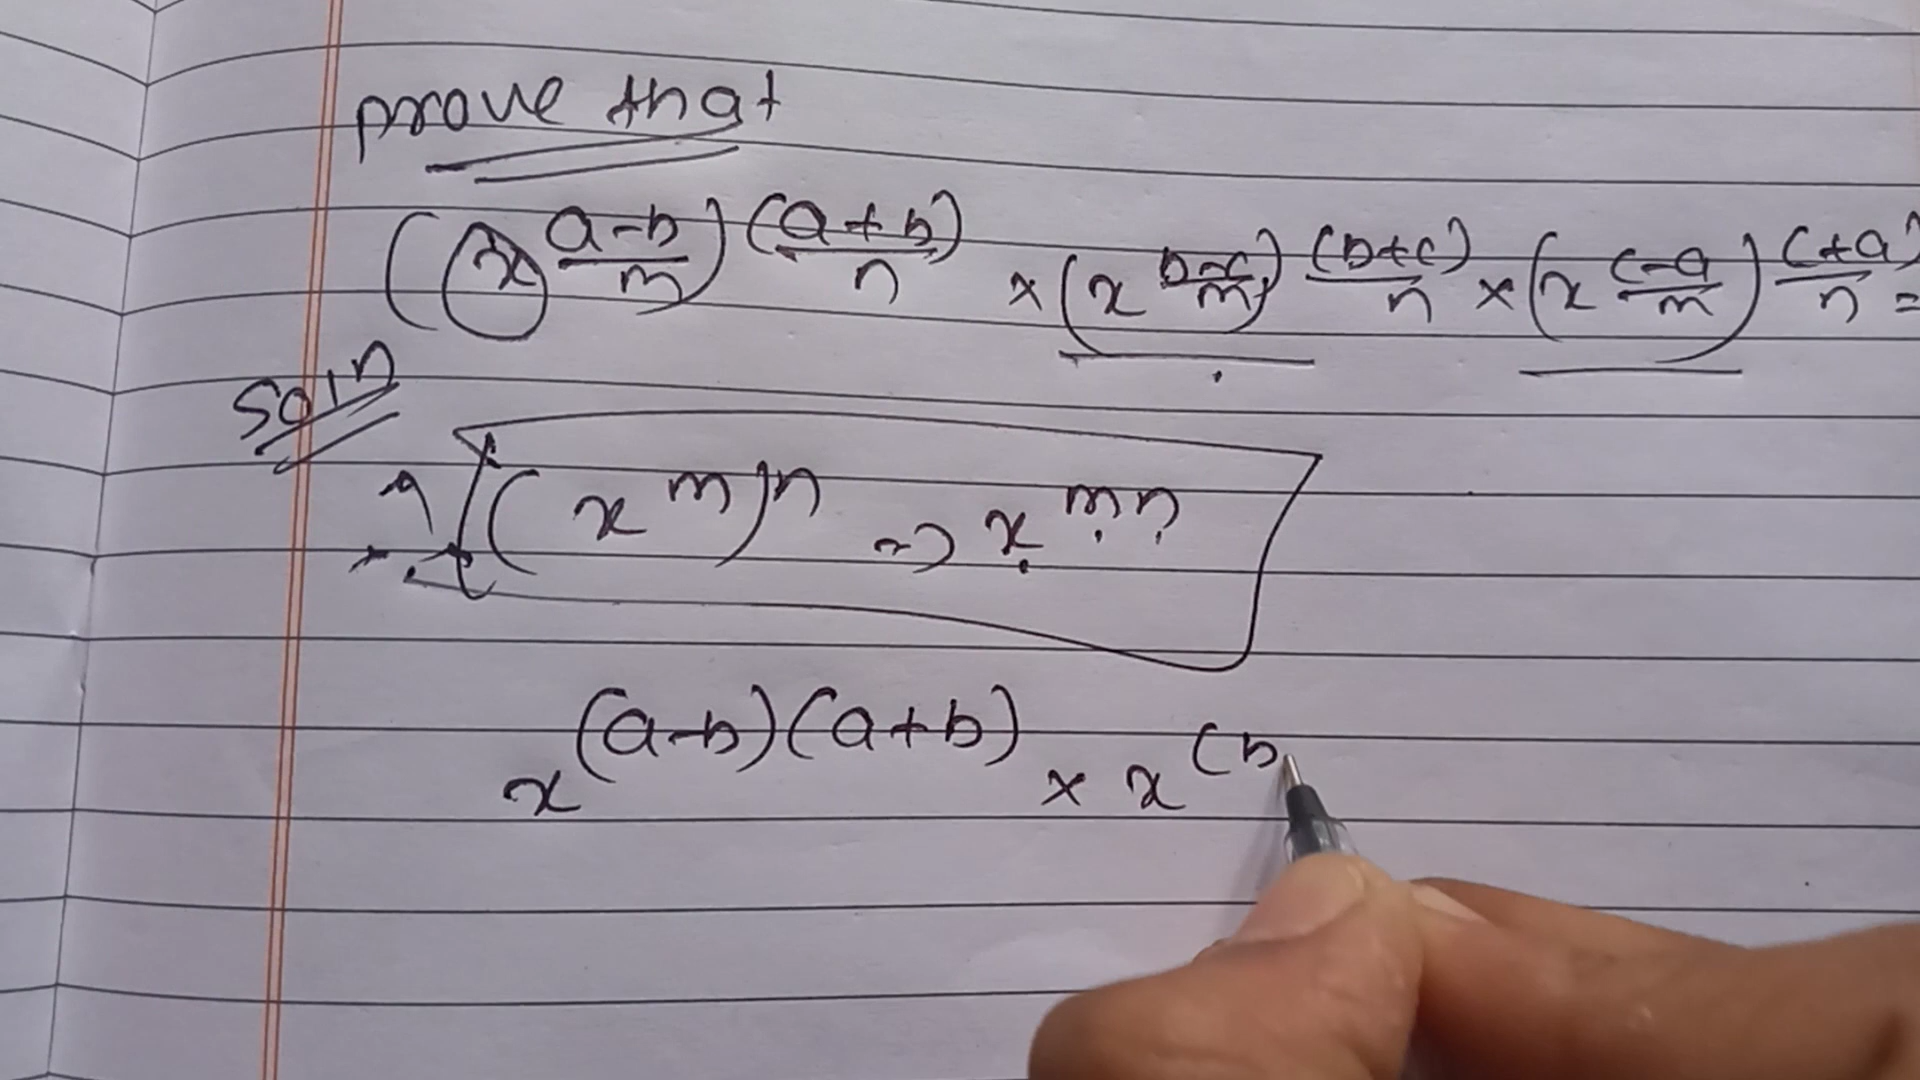 prove that
(x^(a-b)/m)^(a+b)/n × (x^(b-c)/m)^(b+c)/n × (x^(c-a)/m)^(c+a)/n =
Soln
(x^m)^n => x^mn
x^(a-b)(a+b) × x^(b